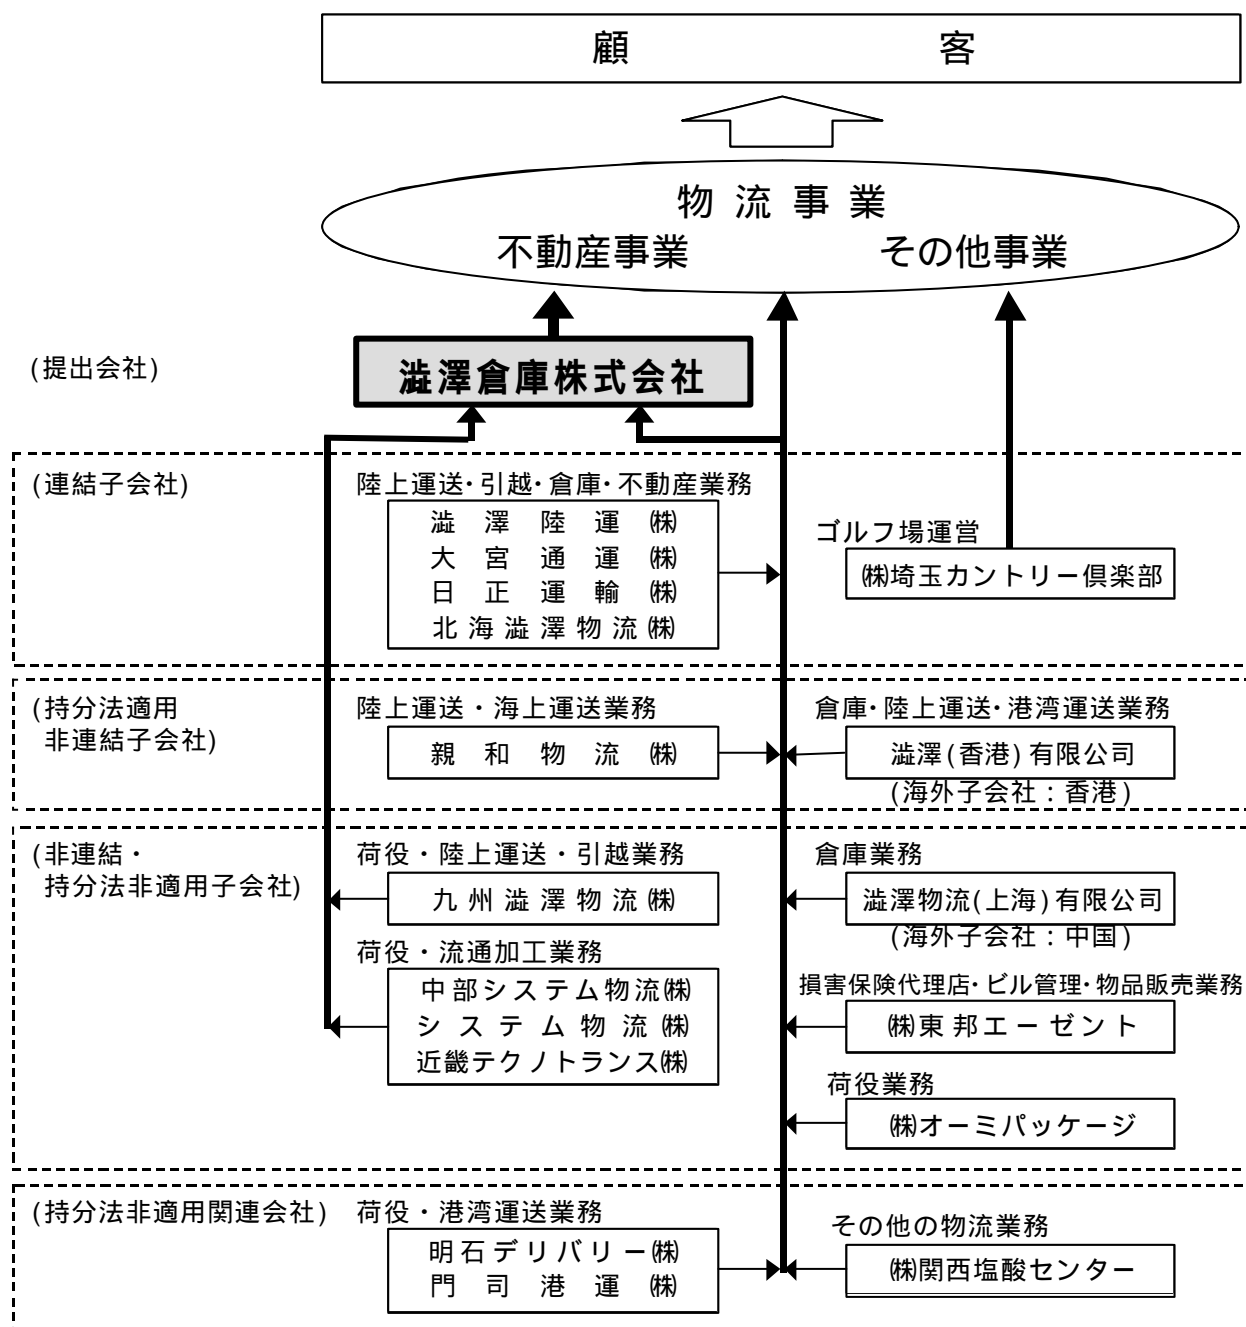 顧客
物流事業
不動産事業 その他事業
(提出会社)
澁澤倉庫株式会社
(連結子会社)
陸上運送・引越・倉庫・不動産業務
澁澤陸運㈱
大宮通運㈱
日正運輸㈱
北海澁澤物流㈱
ゴルフ場運営
㈱埼玉カントリー倶楽部
(持分法適用
非連結子会社)
陸上運送・海上運送業務
親和物流㈱
倉庫・陸上運送・港湾運送業務
澁澤(香港)有限公司
(海外子会社：香港)
(非連結・
持分法非適用子会社)
荷役・陸上運送・引越業務
九州澁澤物流㈱
荷役・流通加工業務
中部システム物流㈱
システム物流㈱
近畿テクノトランス㈱
倉庫業務
澁澤物流(上海)有限公司
(海外子会社：中国)
損害保険代理店・ビル管理・物品販売業務
㈱東邦エーゼント
荷役業務
㈱オーミパッケージ
(持分法非適用関連会社)
荷役・港湾運送業務
明石デリバリー㈱
門司港運㈱
その他の物流業務
㈱関西塩酸センター